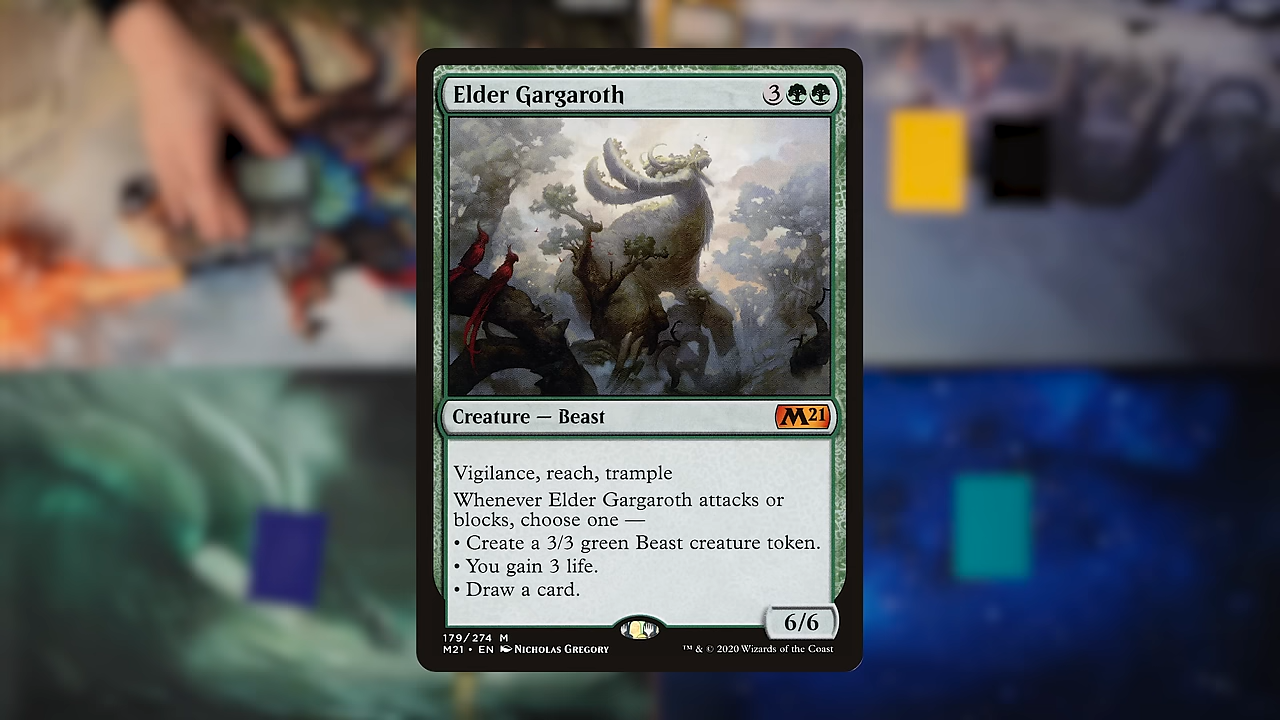 Elder Gargaroth 3
Creature — Beast M21
Vigilance, reach, trample
Whenever Elder Gargaroth attacks or
blocks, choose one —
• Create a 3/3 green Beast creature token.
• You gain 3 life.
• Draw a card.
6/6
179/274 M
M21 • EN Nicholas Gregory ™ & © 2020 Wizards of the Coast